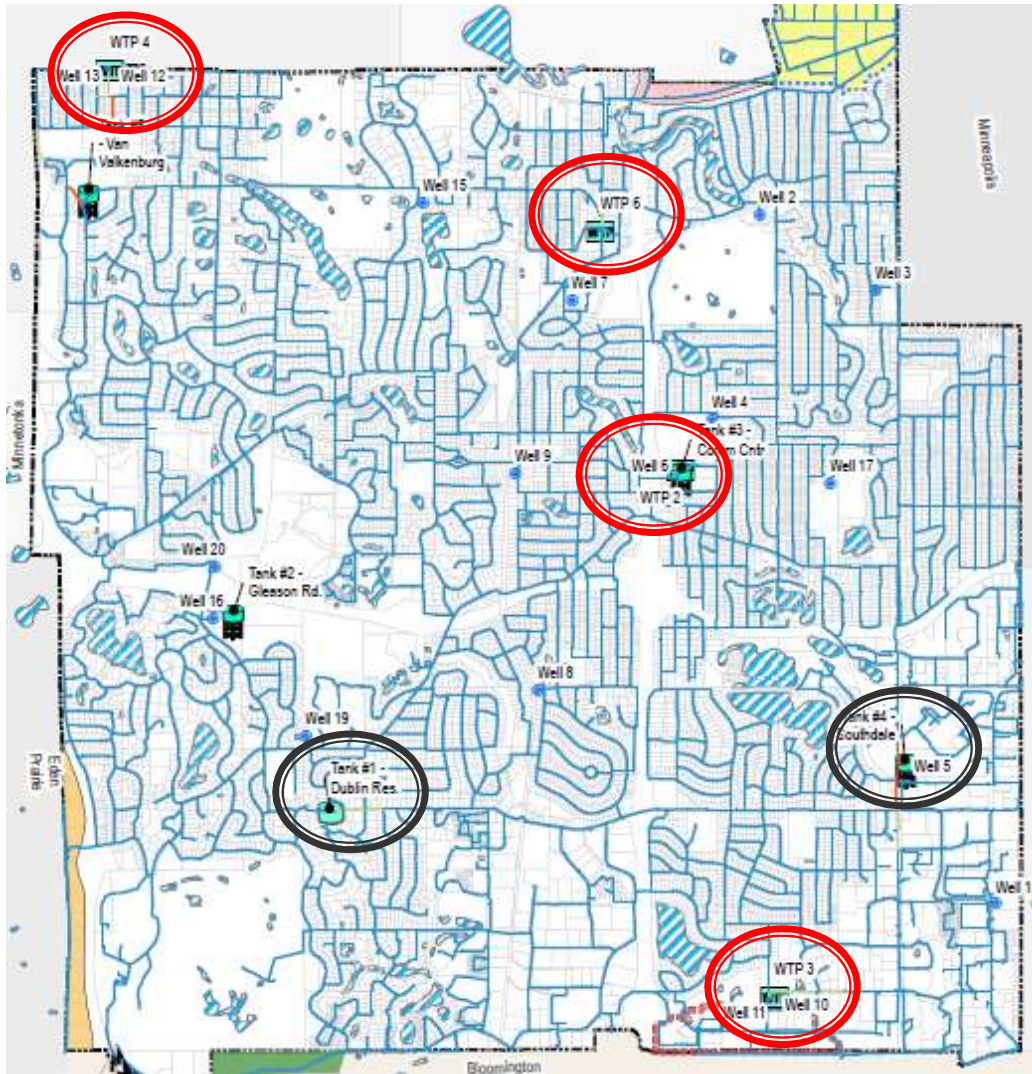 WTP 4
Well 13
Well 12 -
- Van
Valkenburg
Well 15
WTP 6
Well 2
Minneapolis
Well 7
Well 3
Minnetonka
Well 4
Tank #3 -
Comm Cntr
Well 9
Well 6
WTP 2
Well 17
Well 20
Tank #2 -
Gleason Rd.
Well 16
Well 8
Well 19
Tank #4 -
Southdale
Well 5
Eden
Prairie
Tank #1 -
Dublin Res.
Well 1
WTP 3
Well 11
Well 10
Bloomington